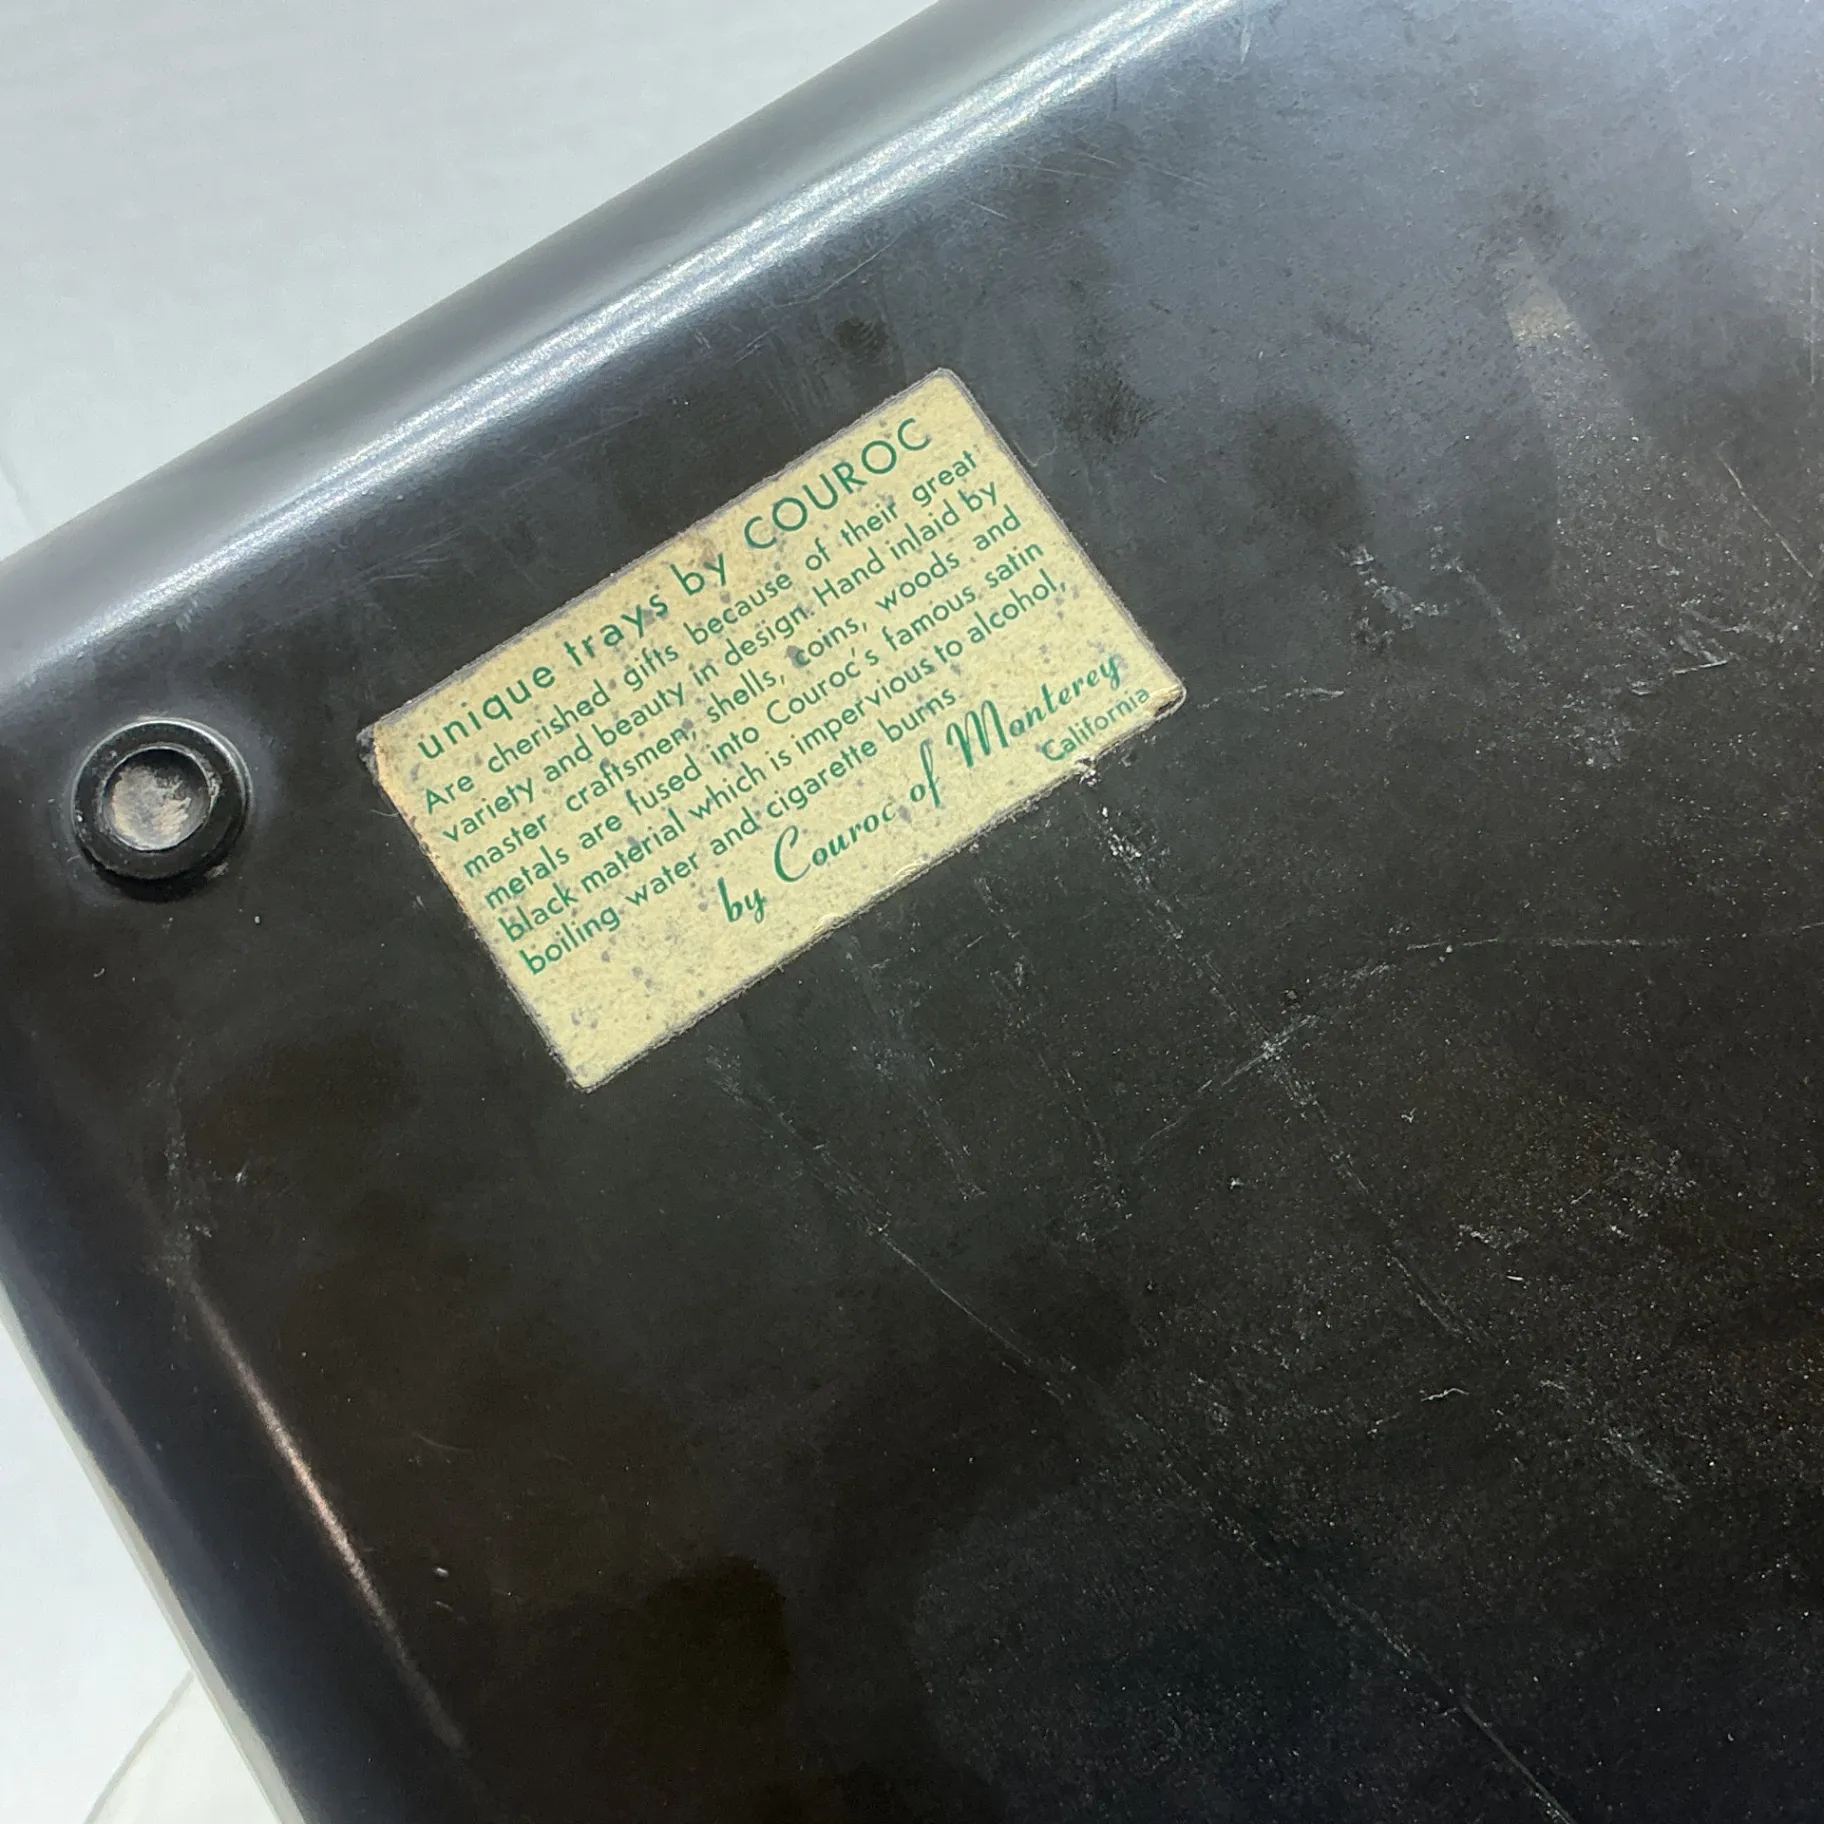 unique trays by COUROC
Are cherished gifts because of their great
variety and beauty in design. Hand inlaid by
master craftsmen, shells, coins, woods and
metals are fused into Couroc's famous satin
black material which is impervious to alcohol,
boiling water and cigarette burns
by Couroc of Monterey
California